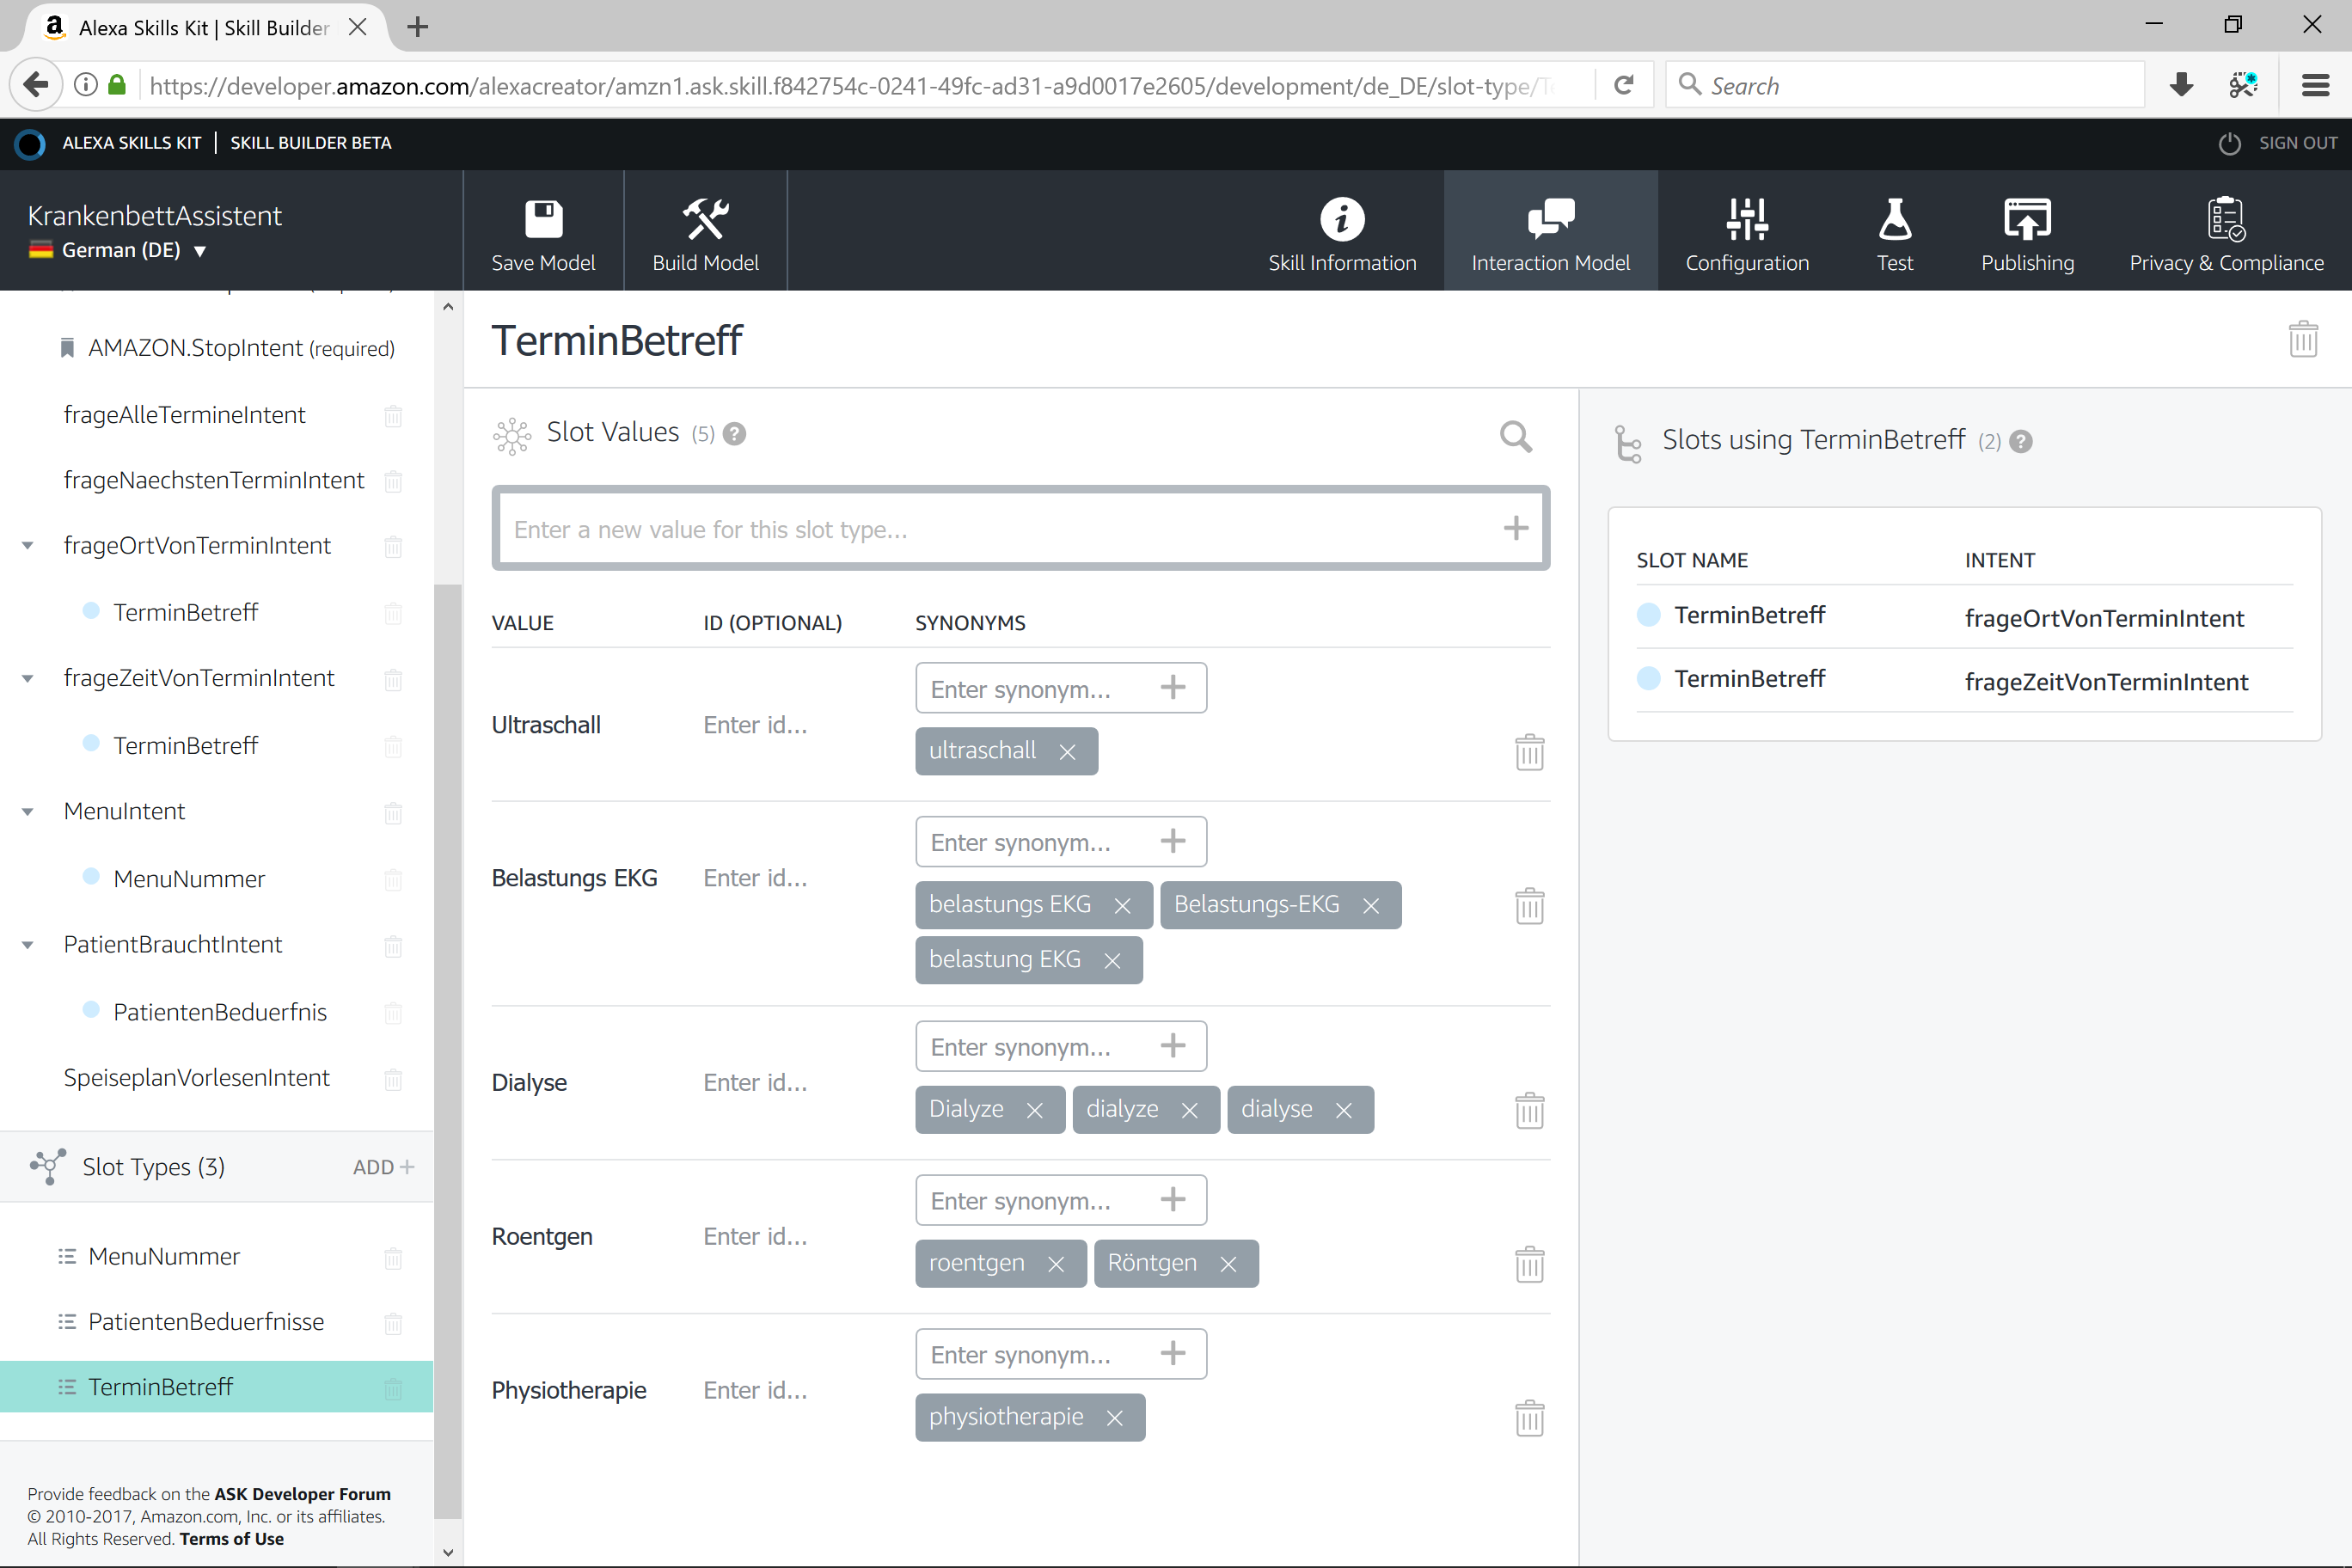 Alexa Skills Kit | Skill Builder
https://developer.amazon.com/alexacreator/amzn1.ask.skill.f842754c-0241-49fc-ad31-a9d0017e2605/development/de_DE/slot-type/Te
Search
ALEXA SKILLS KIT | SKILL BUILDER BETA
SIGN OUT
KrankenbettAssistent
German (DE)
Save Model
Build Model
Skill Information
Interaction Model
Configuration
Test
Publishing
Privacy & Compliance
AMAZON.StopIntent (required)
frageAlleTermineIntent
frageNaechstenTerminIntent
frageOrtVonTerminIntent
TerminBetreff
frageZeitVonTerminIntent
TerminBetreff
MenuIntent
MenuNummer
PatientBrauchtIntent
PatientenBeduerfnis
SpeiseplanVorlesenIntent
Slot Types (3)
ADD +
MenuNummer
PatientenBeduerfnisse
TerminBetreff
Provide feedback on the ASK Developer Forum
© 2010-2017, Amazon.com, Inc. or its affiliates.
All Rights Reserved. Terms of Use
TerminBetreff
Slot Values (5) ?
Enter a new value for this slot type...
VALUE ID (OPTIONAL) SYNONYMS
Enter synonym...
Ultraschall Enter id...
ultraschall
Enter synonym...
Belastungs EKG Enter id...
belastungs EKG Belastungs-EKG
belastung EKG
Enter synonym...
Dialyse Enter id...
Dialyze dialyze dialyse
Enter synonym...
Roentgen Enter id...
roentgen Röntgen
Enter synonym...
Physiotherapie Enter id...
physiotherapie
Slots using TerminBetreff (2) ?
SLOT NAME INTENT
TerminBetreff frageOrtVonTerminIntent
TerminBetreff frageZeitVonTerminIntent